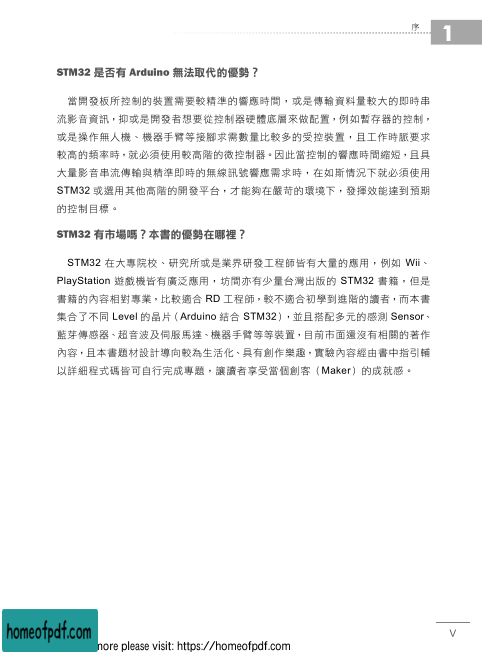 序
1
STM32 是否有 Arduino 無法取代的優勢？
當開發板所控制的裝置需要較精準的響應時間，或是傳輸資料量較大的即時串
流影音資訊，抑或是開發者想要從控制器硬體底層來做配置，例如暫存器的控制，
或是操作無人機、機器手臂等接腳求需數量比較多的受控裝置，且工作時脈要求
較高的頻率時，就必須使用較高階的微控制器。因此當控制的響應時間縮短，且具
大量影音串流傳輸與精準即時的無線訊號響應需求時，在如斯情況下就必須使用
STM32 或選用其他高階的開發平台，才能夠在嚴苛的環境下，發揮效能達到預期
的控制目標。
STM32 有市場嗎？本書的優勢在哪裡？
STM32 在大專院校、研究所或是業界研發工程師皆有大量的應用，例如 Wii、
PlayStation 遊戲機皆有廣泛應用，坊間亦有少量台灣出版的 STM32 書籍，但是
書籍的內容相對專業，比較適合 RD 工程師，較不適合初學到進階的讀者，而本書
集合了不同 Level 的晶片（Arduino 結合 STM32），並且搭配多元的感測 Sensor、
藍芽傳感器、超音波及伺服馬達、機器手臂等等裝置，目前市面還沒有相關的著作
內容，且本書題材設計導向較為生活化、具有創作樂趣，實驗內容經由書中指引輔
以詳細程式碼皆可自行完成專題，讓讀者享受當個創客（Maker）的成就感。
V
homeofpdf.com
more please visit: https://homeofpdf.com